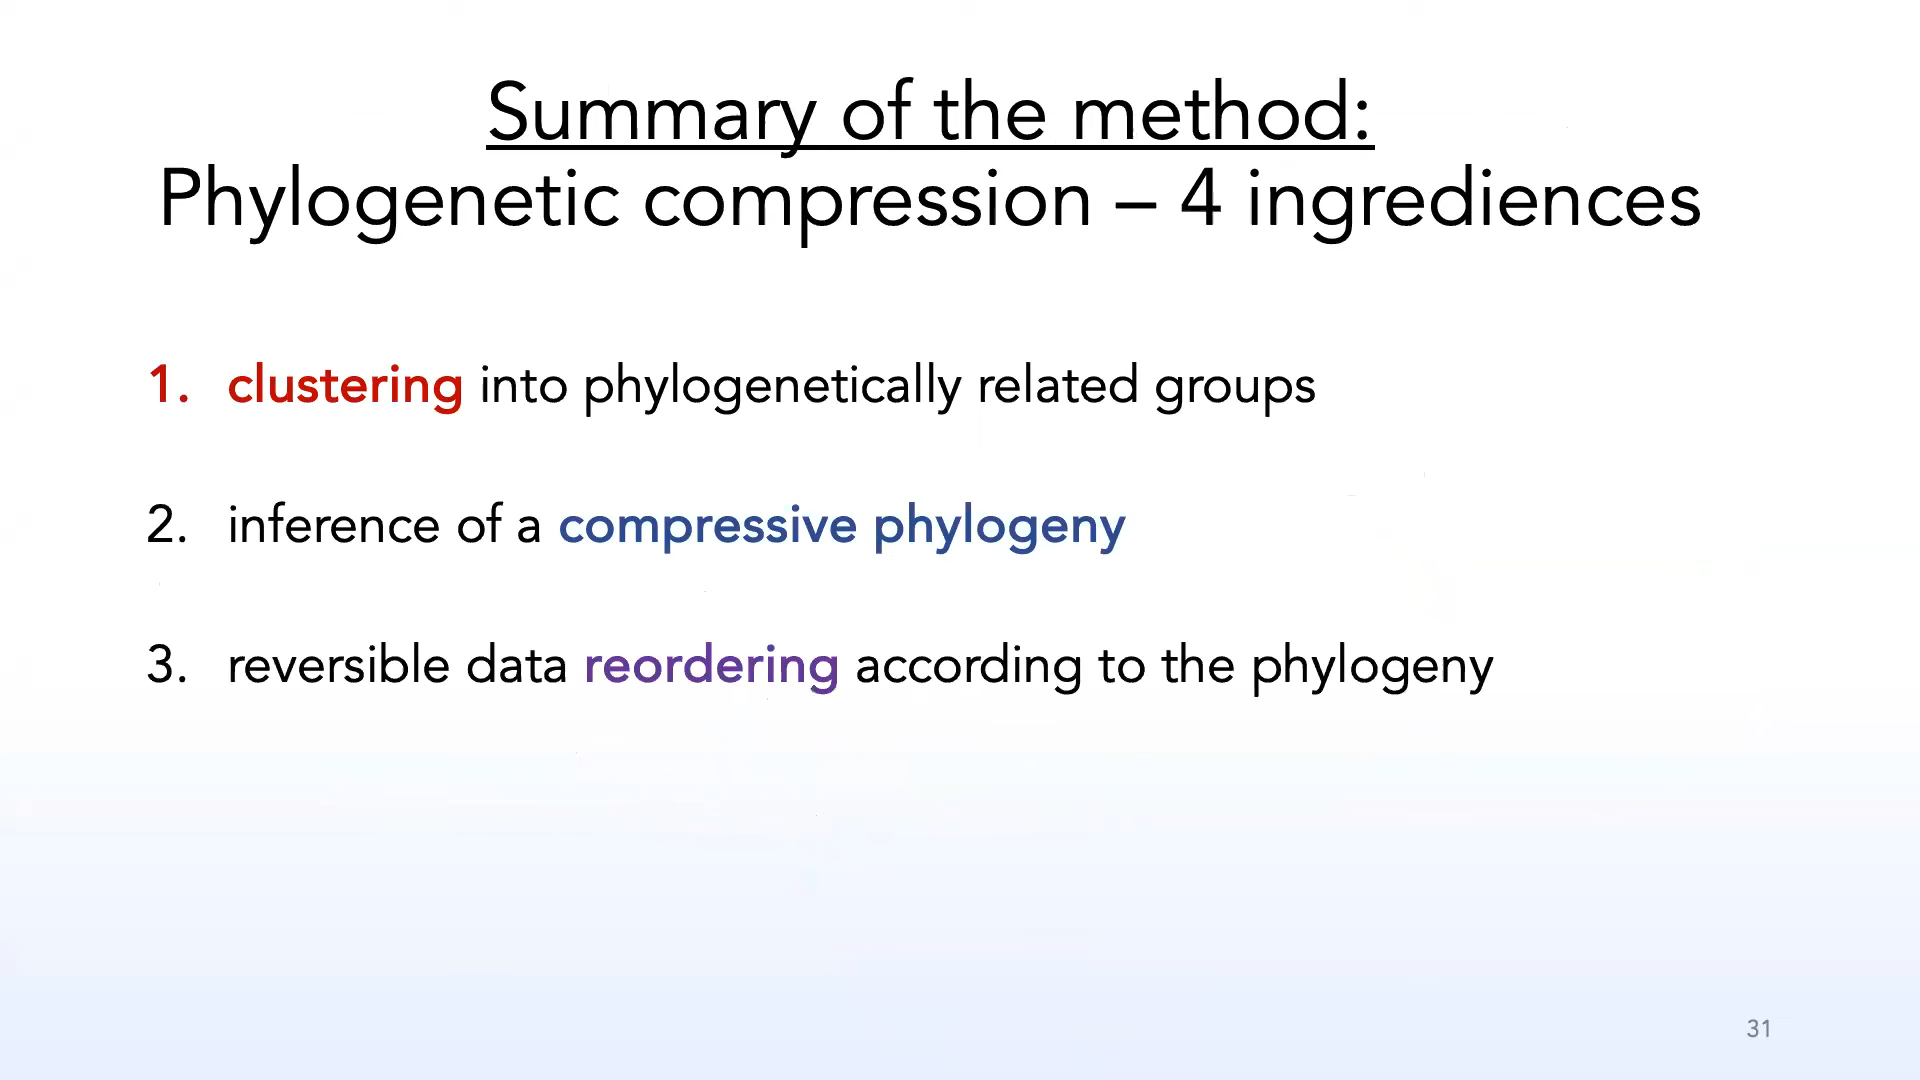 Summary of the method:
Phylogenetic compression – 4 ingrediences
1. clustering into phylogenetically related groups
2. inference of a compressive phylogeny
3. reversible data reordering according to the phylogeny
31